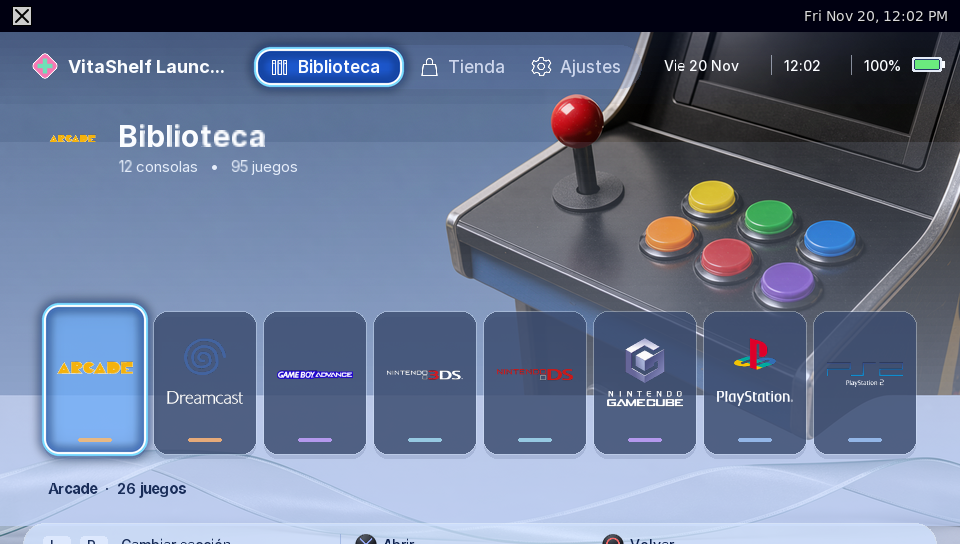 Fri Nov 20, 12:02 PM
VitaShelf Launc...
Biblioteca
Tienda
Ajustes
Vie 20 Nov
12:02
100%
ARCADE
Biblioteca
12 consolas • 95 juegos
ARCADE
Dreamcast
GAME BOY ADVANCE
NINTENDO 3DS
NINTENDO DS
NINTENDO
GAMECUBE
PlayStation
PS2
PlayStation 2
Arcade · 26 juegos
L R Cambiar sección
Abrir
Volver